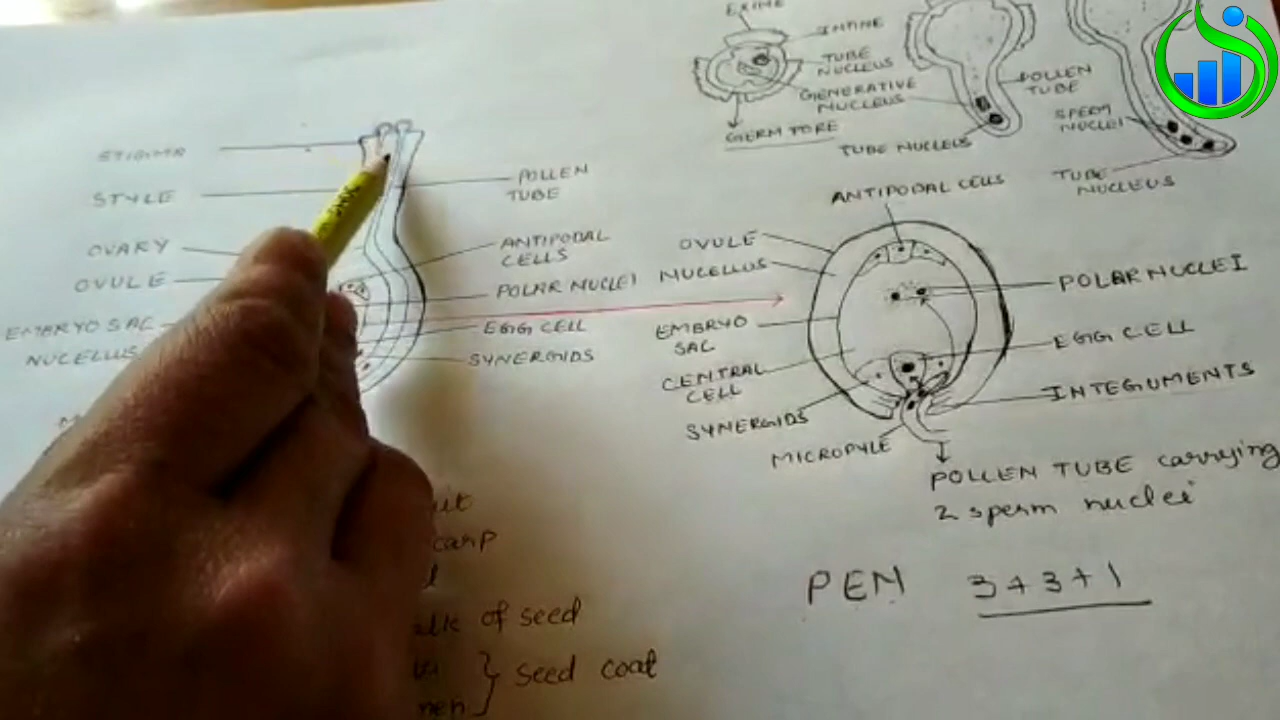 EXINE
INTINE
TUBE
NUCLEUS
GENERATIVE
NUCLEUS
GERM PORE
TUBE NUCLEUS
POLLEN
TUBE
SPERM
NUCLEI
TUBE
NUCLEUS
STIGMA
STYLE
OVARY
OVULE
EMBRYO SAC
NUCELLUS
POLLEN
TUBE
ANTIPODAL
CELLS
POLAR NUCLEI
EGG CELL
SYNERGIDS
ANTIPODAL CELLS
OVULE
NUCELLUS
EMBRYO
SAC
CENTRAL
CELL
SYNERGIDS
MICROPYLE
POLAR NUCLEI
EGG CELL
INTEGUMENTS
POLLEN TUBE carrying
2 sperm nuclei
PEN 3+3+1
carp
of seed
} seed coat